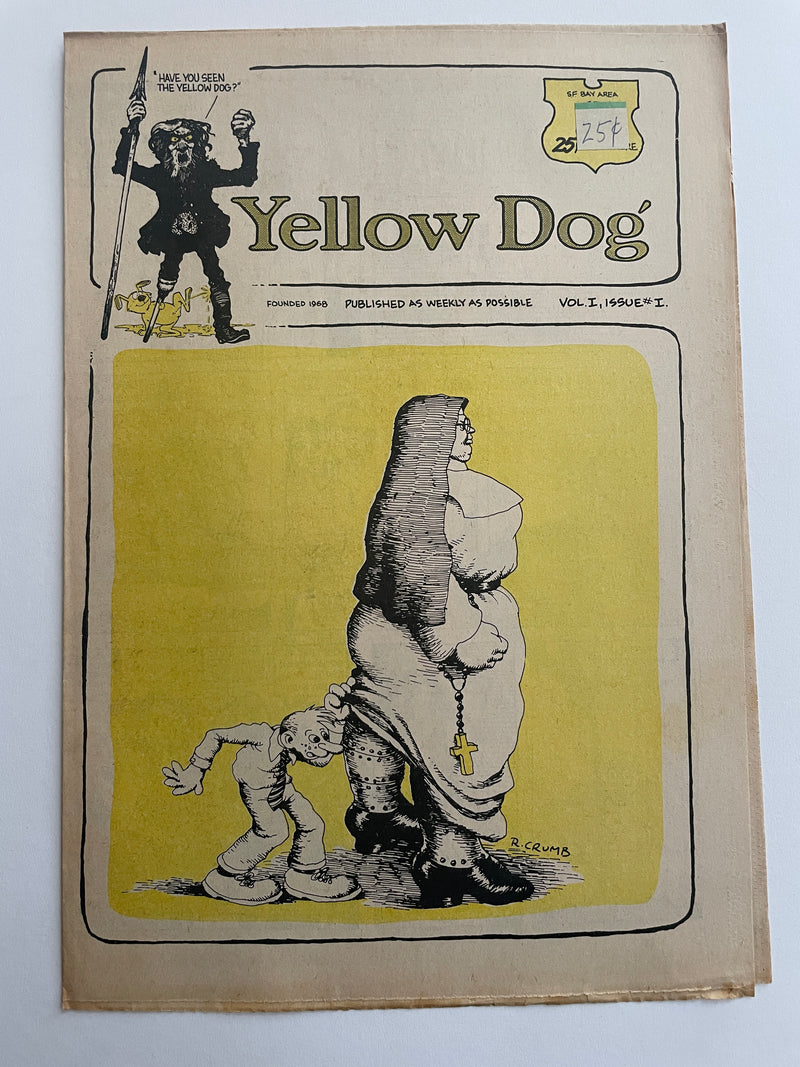 "HAVE YOU SEEN
THE YELLOW DOG?"
SF BAY AREA
25
25¢
Yellow Dog
FOUNDED 1968 PUBLISHED AS WEEKLY AS POSSIBLE VOL.I, ISSUE#I.
R. CRUMB